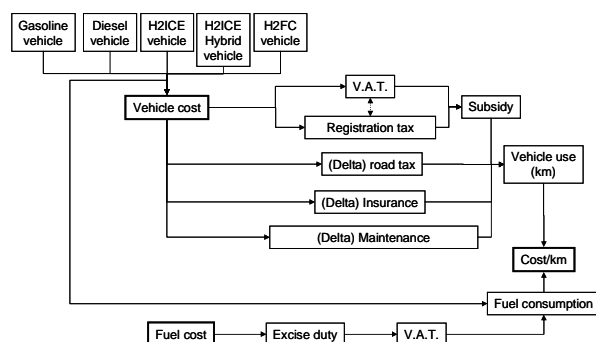 Gasoline
vehicle
Diesel
vehicle
H2ICE
vehicle
H2ICE
Hybrid
vehicle
H2FC
vehicle
Vehicle cost
V.A.T.
Registration tax
Subsidy
(Delta) road tax
Vehicle use
(km)
(Delta) Insurance
(Delta) Maintenance
Cost/km
Fuel consumption
Fuel cost
Excise duty
V.A.T.